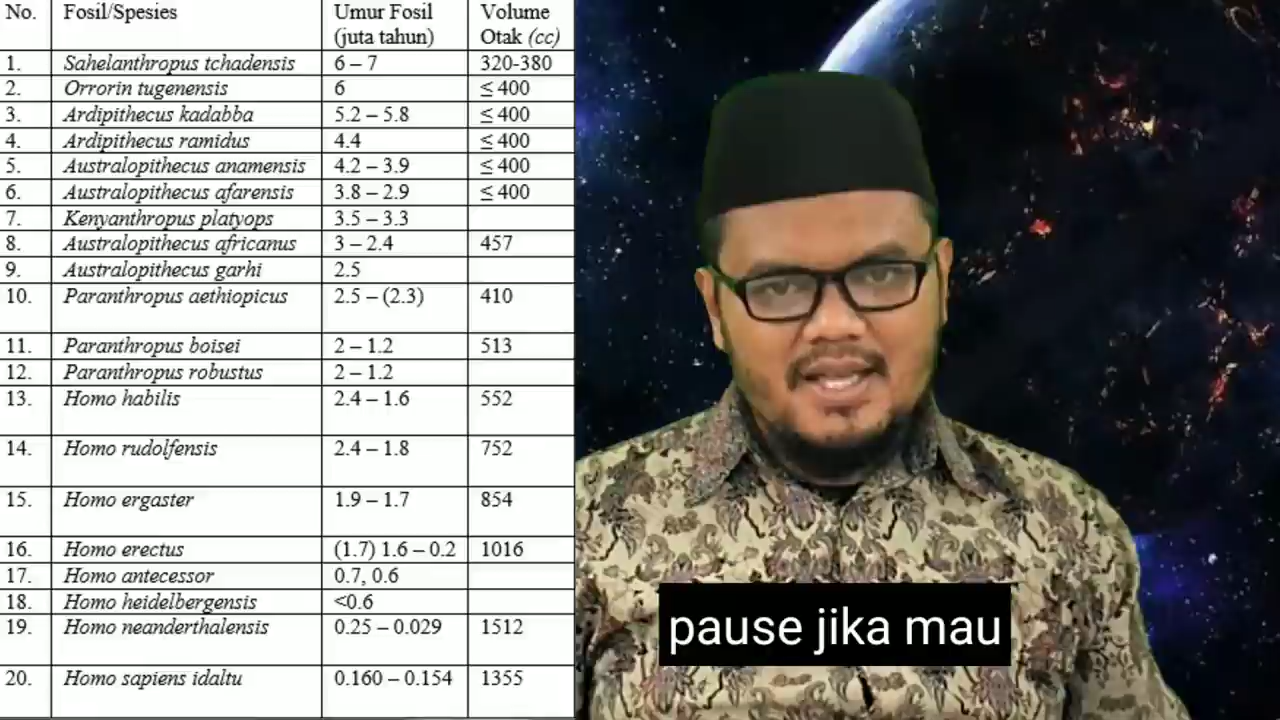 No. Fosil/Spesies Umur Fosil (juta tahun) Volume Otak (cc)
1. Sahelanthropus tchadensis 6 – 7 320-380
2. Orrorin tugenensis 6 ≤ 400
3. Ardipithecus kadabba 5.2 – 5.8 ≤ 400
4. Ardipithecus ramidus 4.4 ≤ 400
5. Australopithecus anamensis 4.2 – 3.9 ≤ 400
6. Australopithecus afarensis 3.8 – 2.9 ≤ 400
7. Kenyanthropus platyops 3.5 – 3.3
8. Australopithecus africanus 3 – 2.4 457
9. Australopithecus garhi 2.5
10. Paranthropus aethiopicus 2.5 – (2.3) 410
11. Paranthropus boisei 2 – 1.2 513
12. Paranthropus robustus 2 – 1.2
13. Homo habilis 2.4 – 1.6 552
14. Homo rudolfensis 2.4 – 1.8 752
15. Homo ergaster 1.9 – 1.7 854
16. Homo erectus (1.7) 1.6 – 0.2 1016
17. Homo antecessor 0.7, 0.6
18. Homo heidelbergensis <0.6
19. Homo neanderthalensis 0.25 – 0.029 1512
20. Homo sapiens idaltu 0.160 – 0.154 1355
pause jika mau